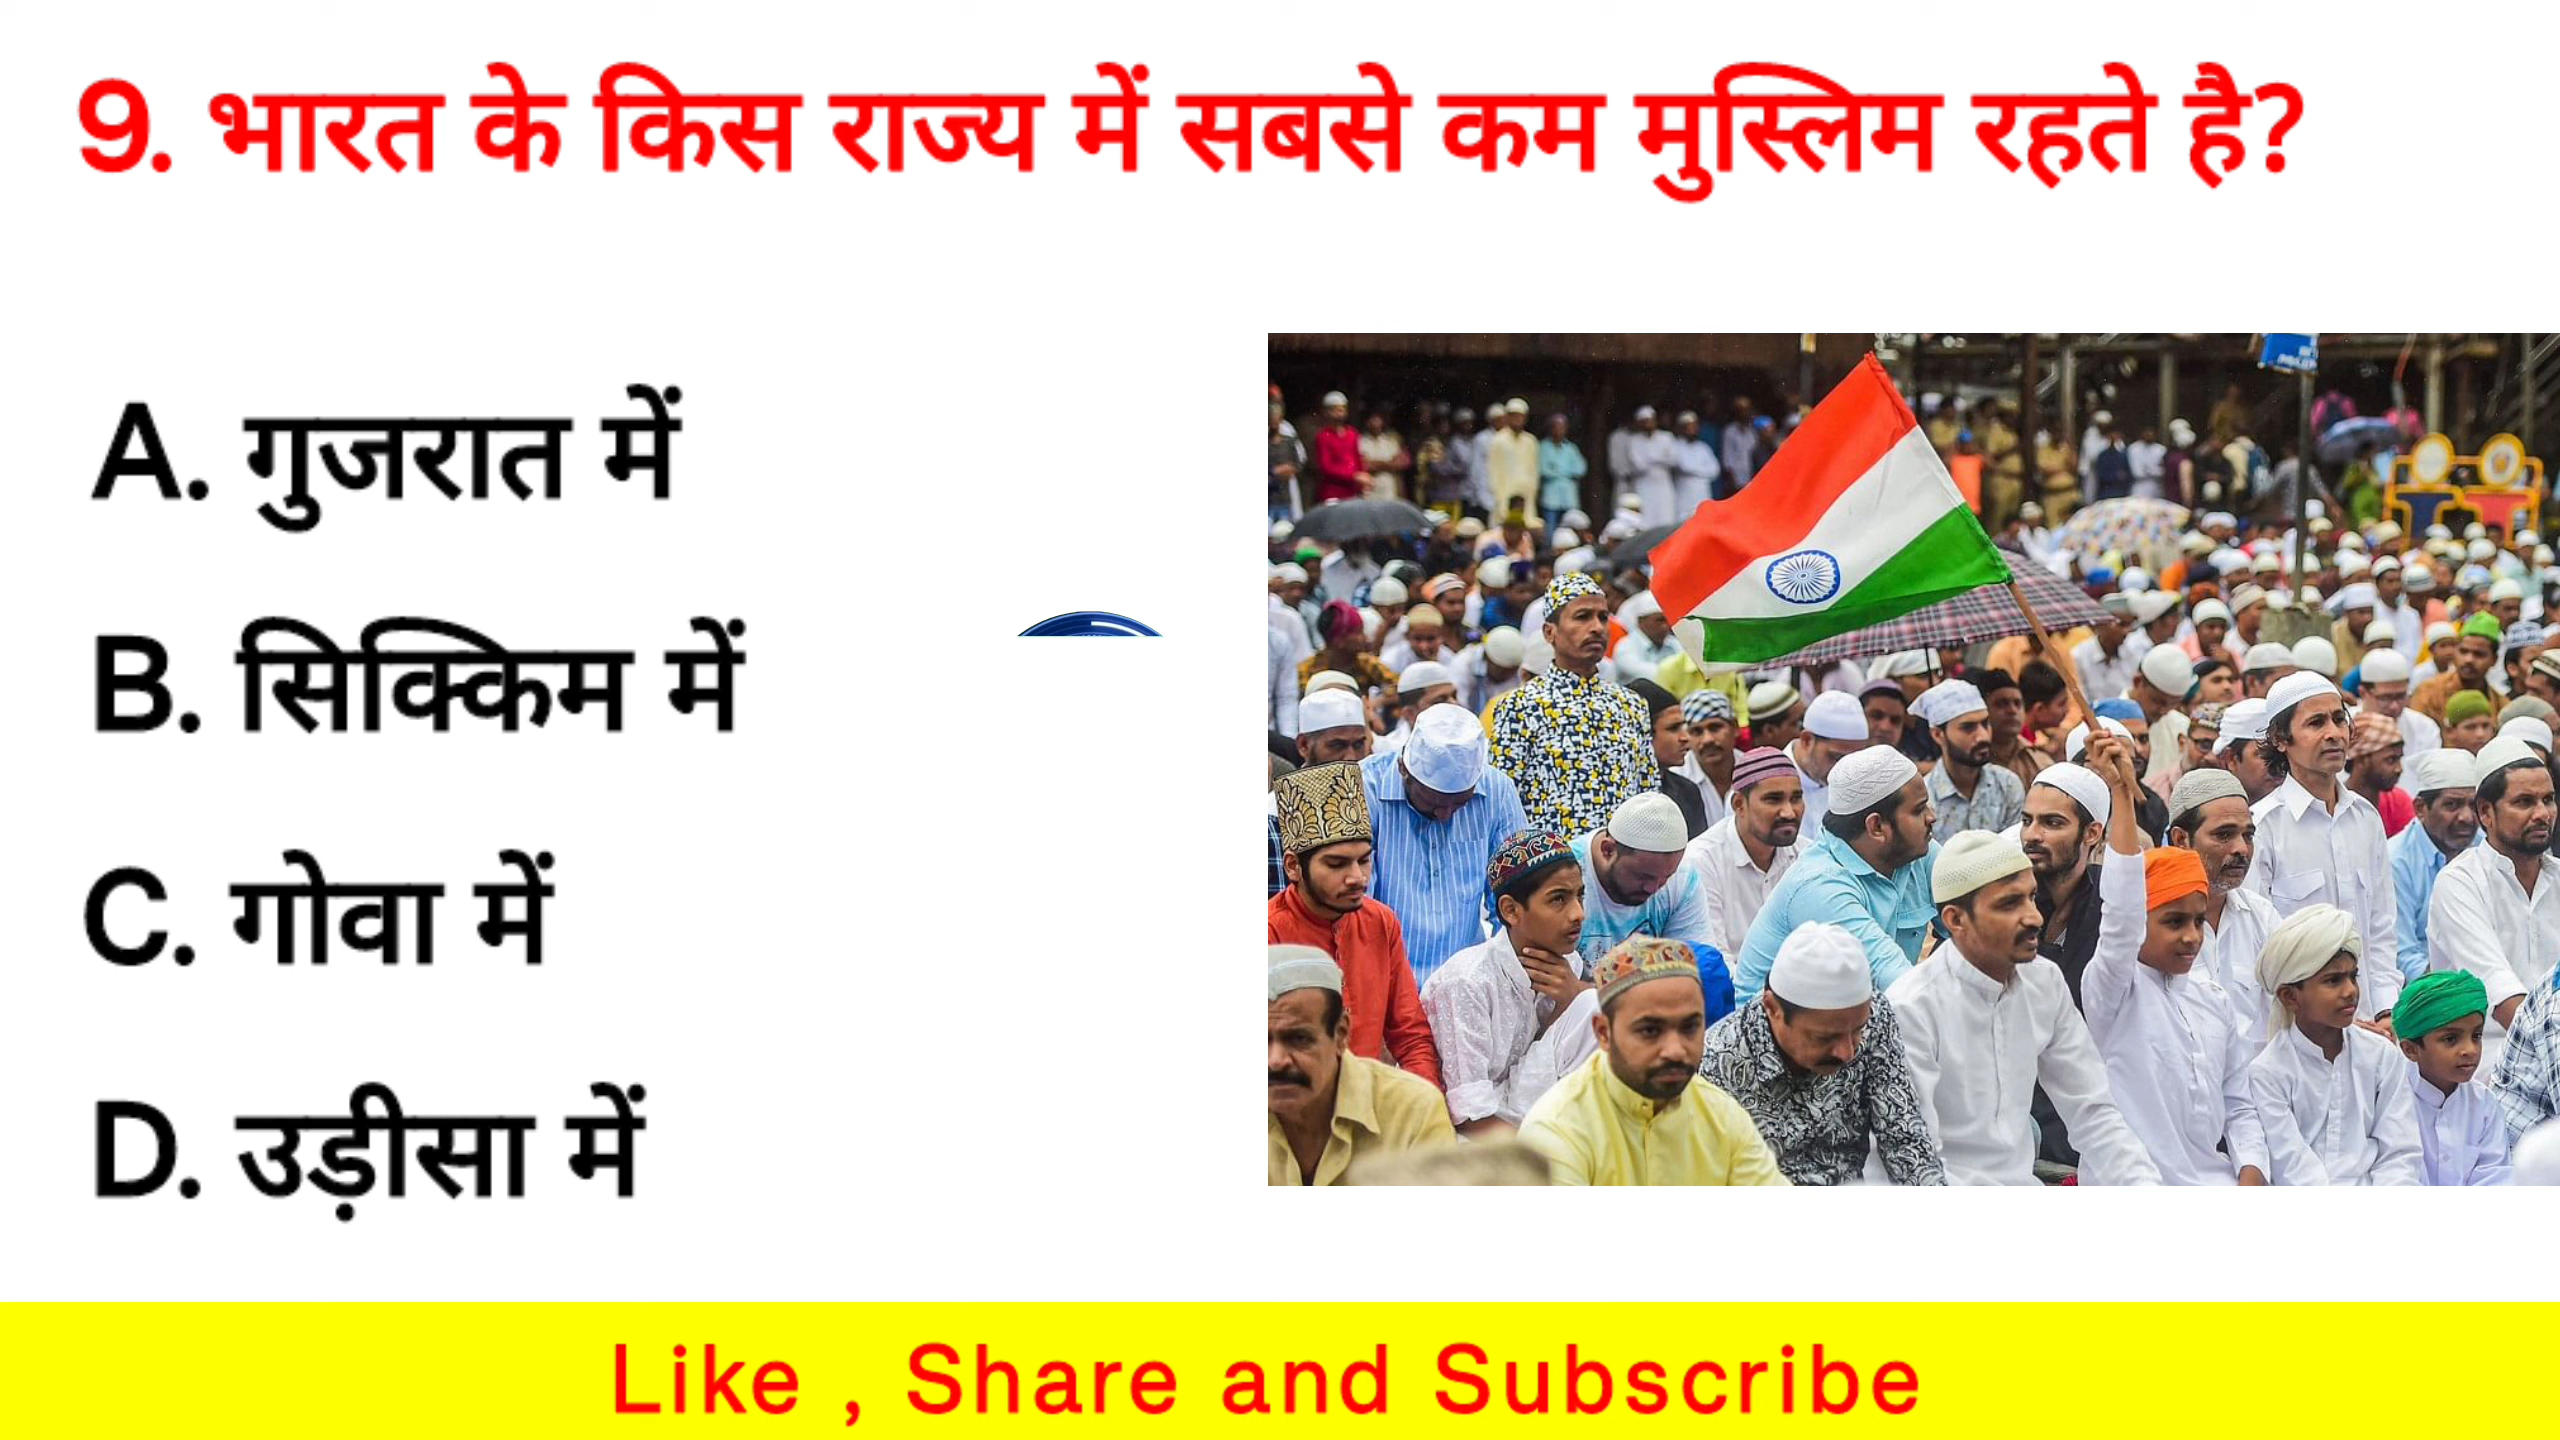 9. भारत के किस राज्य में सबसे कम मुस्लिम रहते है?
A. गुजरात में
B. सिक्किम में
C. गोवा में
D. उड़ीसा में
Like , Share and Subscribe